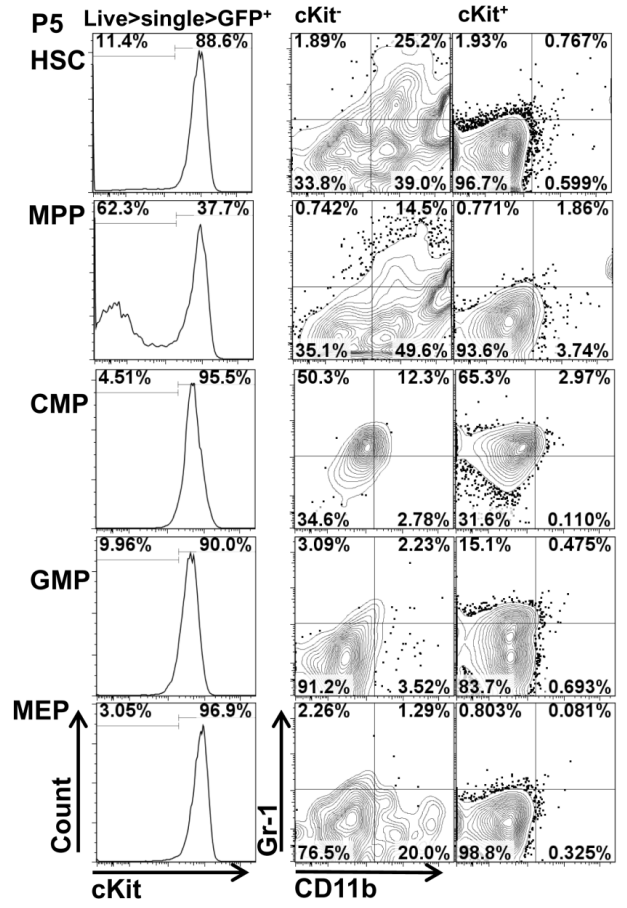 P5 Live>single>GFP⁺ cKit⁻ cKit⁺
HSC 11.4% 88.6% 1.89% 25.2% 1.93% 0.767%
33.8% 39.0% 96.7% 0.599%
MPP 62.3% 37.7% 0.742% 14.5% 0.771% 1.86%
35.1% 49.6% 93.6% 3.74%
CMP 4.51% 95.5% 50.3% 12.3% 65.3% 2.97%
34.6% 2.78% 31.6% 0.110%
GMP 9.96% 90.0% 3.09% 2.23% 15.1% 0.475%
91.2% 3.52% 83.7% 0.693%
MEP 3.05% 96.9% 2.26% 1.29% 0.803% 0.081%
Count Gr-1
76.5% 20.0% 98.8% 0.325%
cKit CD11b